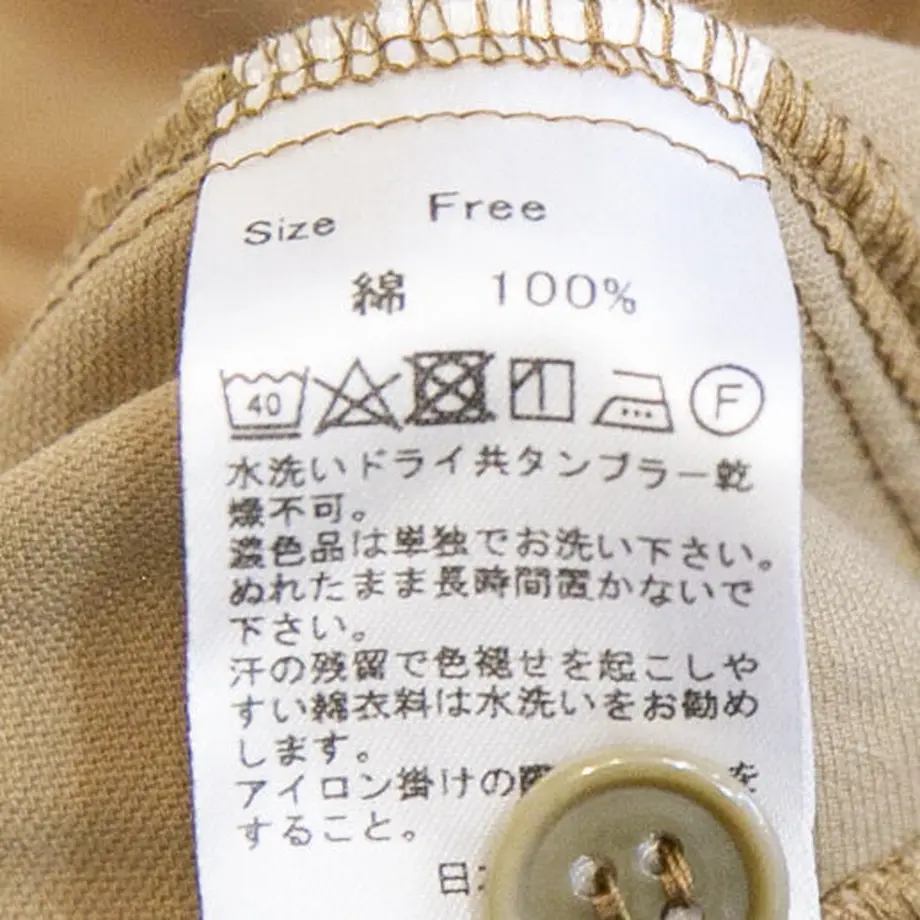 Size Free
綿 100%
40 F
水洗いドライ共タンブラー乾
燥不可。
濃色品は単独でお洗い下さい。
ぬれたまま長時間置かないで
下さい。
汗の残留で色褪せを起こしや
すい綿衣料は水洗いをお勧め
します。
アイロン掛けの を
すること。
日